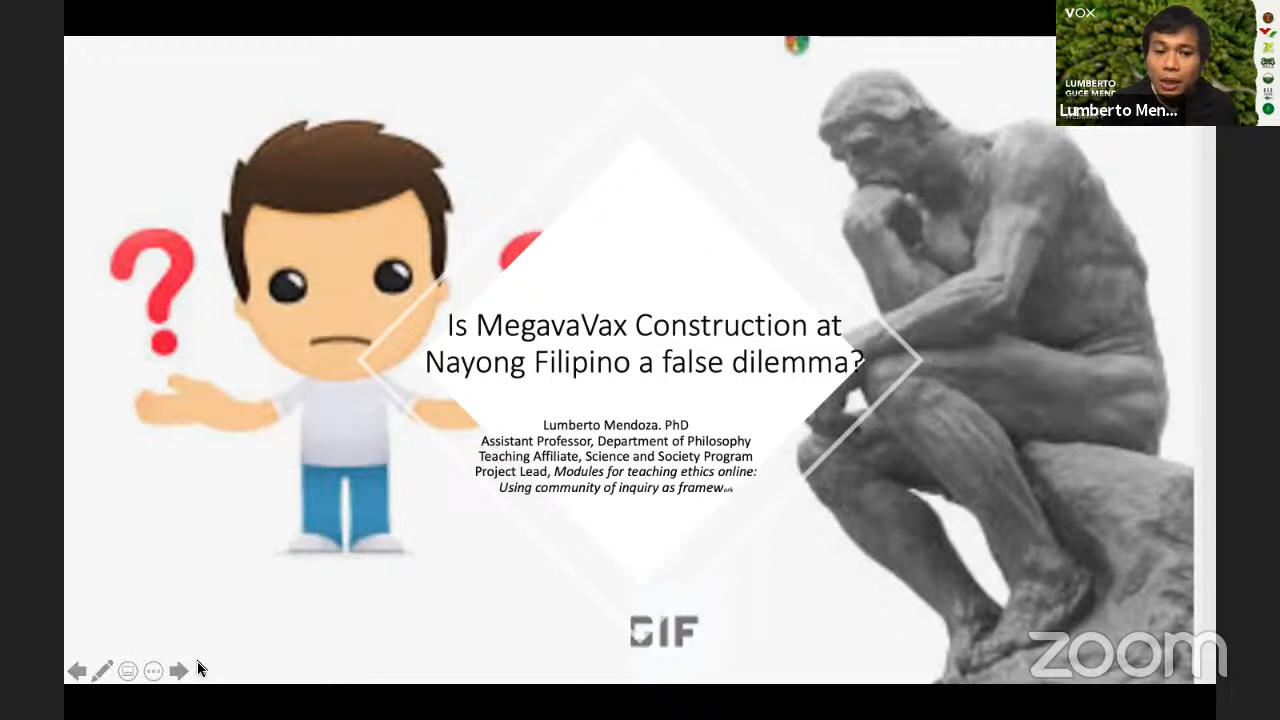 VOX
LUMBERTO
GUCE MEND
Lumberto Men...
Is MegavaVax Construction at
Nayong Filipino a false dilemma?
Lumberto Mendoza. PhD
Assistant Professor, Department of Philosophy
Teaching Affiliate, Science and Society Program
Project Lead, Modules for teaching ethics online:
Using community of inquiry as framework
GIF
zoom